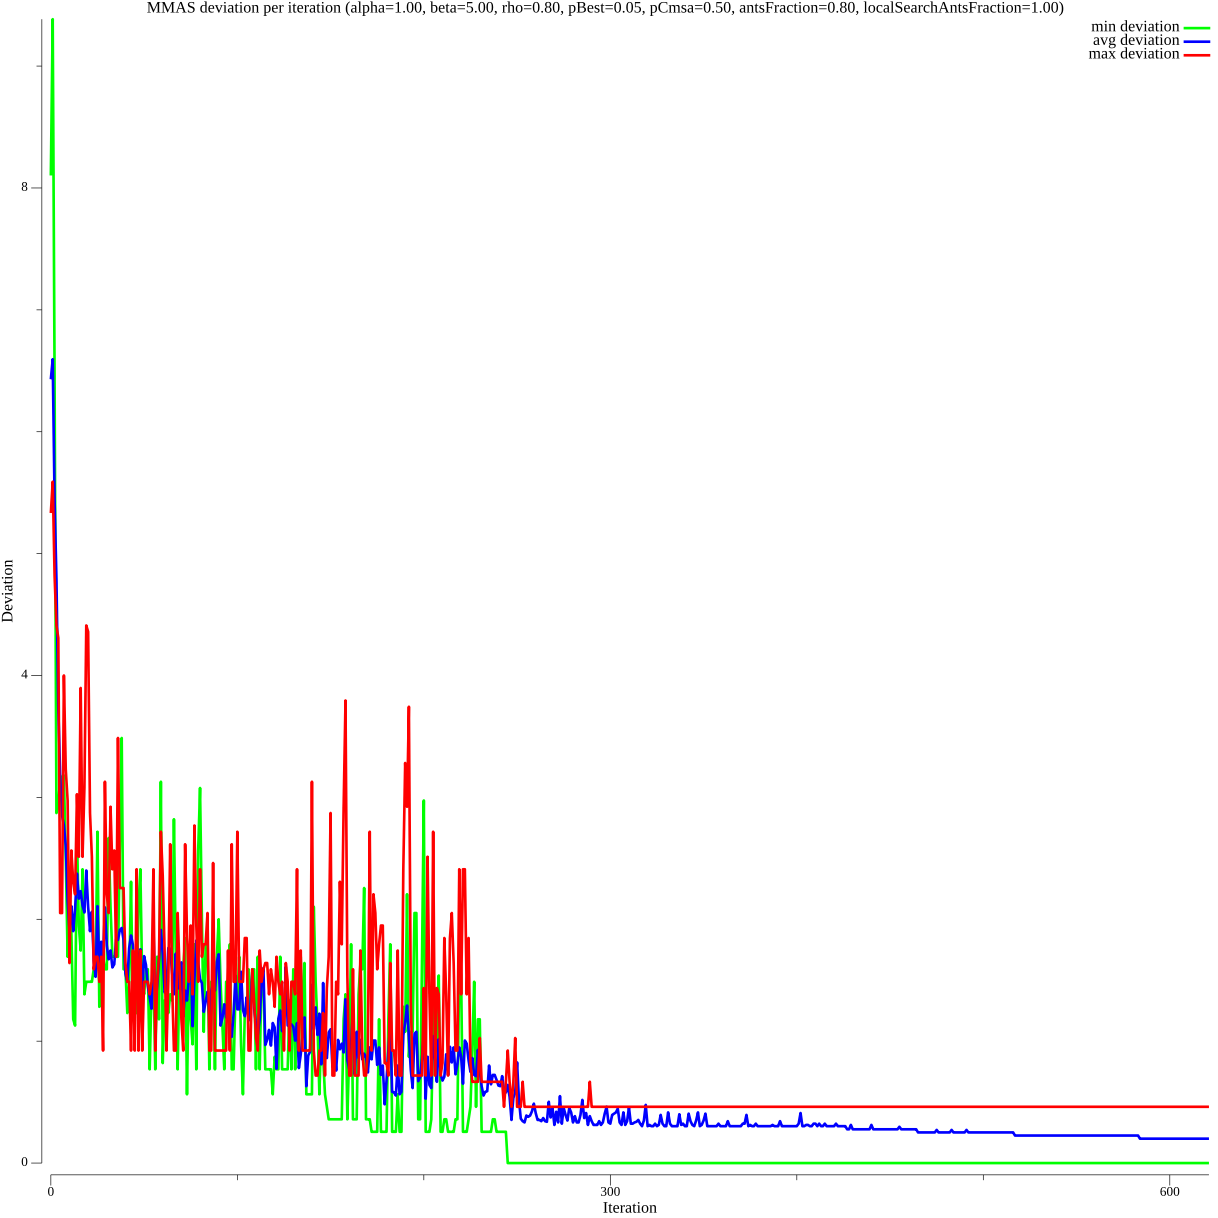 MMAS deviation per iteration (alpha=1.00, beta=5.00, rho=0.80, pBest=0.05, pCmsa=0.50, antsFraction=0.80, localSearchAntsFraction=1.00)
min deviation
avg deviation
max deviation
8
4
0
Deviation
0
300
600
Iteration